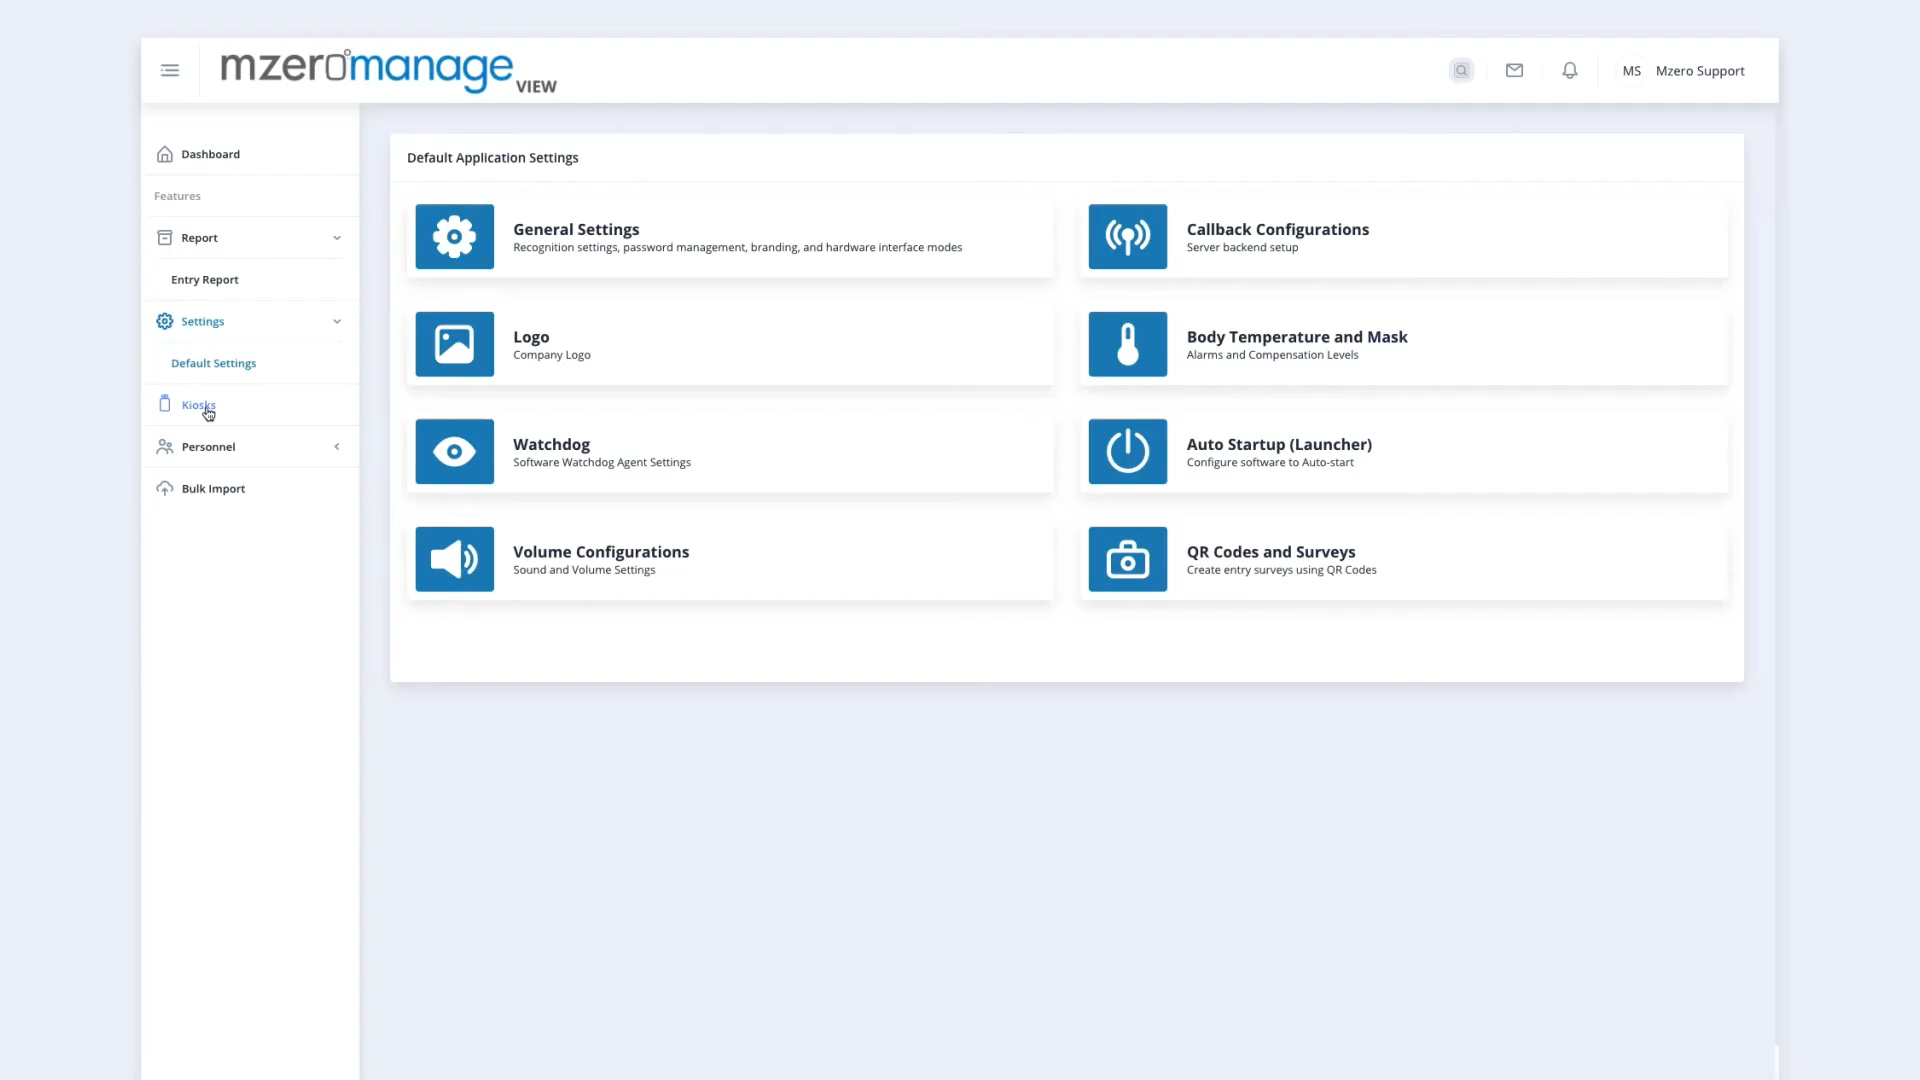 mzeromanage VIEW
MS Mzero Support
Dashboard
Features
Report
Entry Report
Settings
Default Settings
Kiosks
Personnel
Bulk Import
Default Application Settings
General Settings
Recognition settings, password management, branding, and hardware interface modes
Callback Configurations
Server backend setup
Logo
Company Logo
Body Temperature and Mask
Alarms and Compensation Levels
Watchdog
Software Watchdog Agent Settings
Auto Startup (Launcher)
Configure software to Auto-start
Volume Configurations
Sound and Volume Settings
QR Codes and Surveys
Create entry surveys using QR Codes